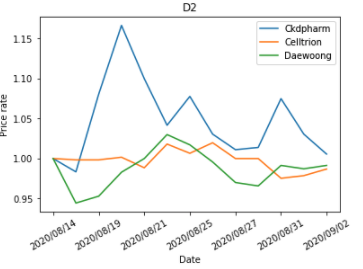 D2
Ckdpharm
Celltrion
Daewoong
1.15
1.10
1.05
1.00
0.95
Price rate
2020/08/14
2020/08/19
2020/08/21
2020/08/25
2020/08/27
2020/08/31
2020/09/02
Date